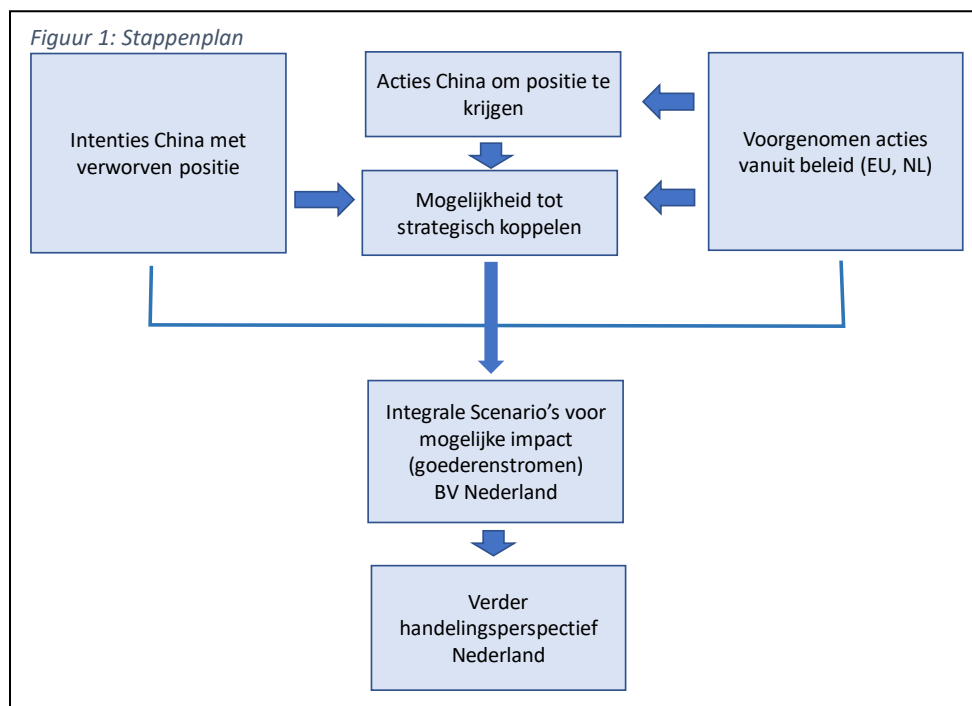 Figuur 1: Stappenplan
Intenties China met
verworven positie
Acties China om positie te
krijgen
Mogelijkheid tot
strategisch koppelen
Voorgenomen acties
vanuit beleid (EU, NL)
Integrale Scenario’s voor
mogelijke impact
(goederenstromen)
BV Nederland
Verder
handelingsperspectief
Nederland